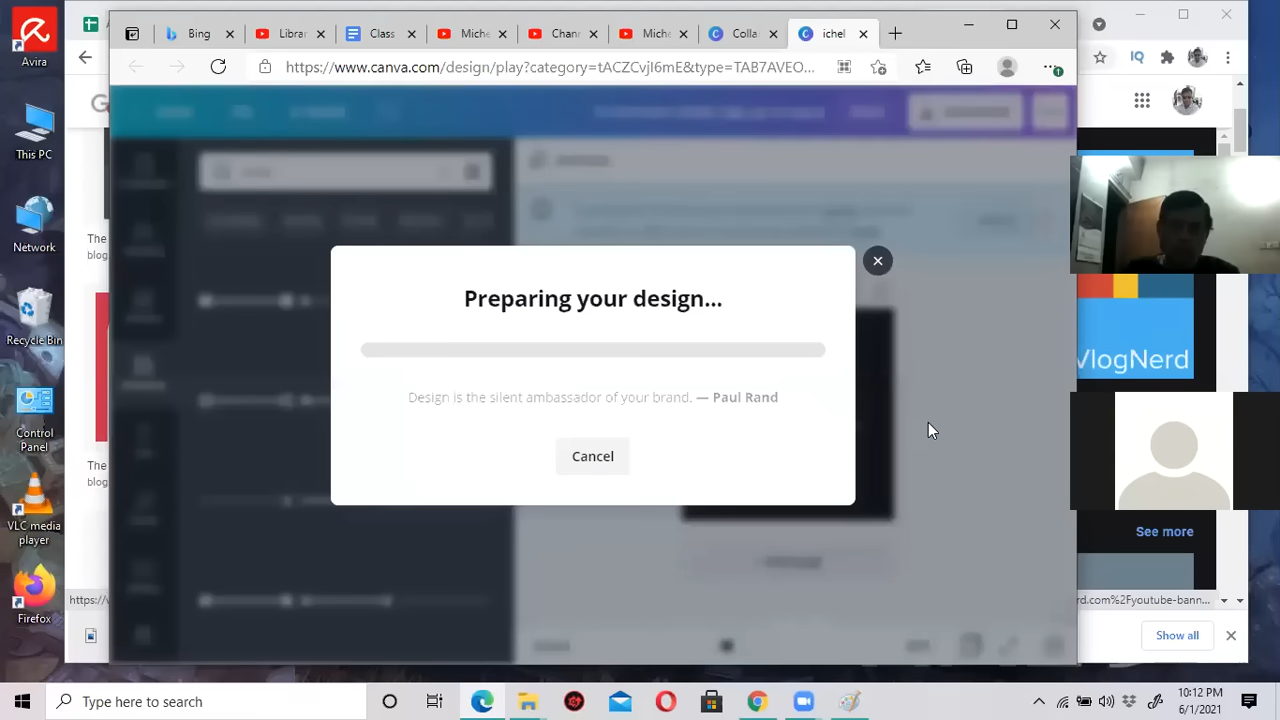 Avira
This PC
Network
Recycle Bin
Control
Panel
VLC media
player
Firefox
Bing
Librar
Class
Miche
Chann
Miche
Colla
ichel
https://www.canva.com/design/play?category=tACZCvjI6mE&type=TAB7AVEO...
IQ
G
The
blog
The
blog
Preparing your design...
Design is the silent ambassador of your brand. — Paul Rand
Cancel
VlogNerd
See more
rd.com%2Fyoutube-bann...
https://v
Show all
Type here to search
10:12 PM
6/1/2021